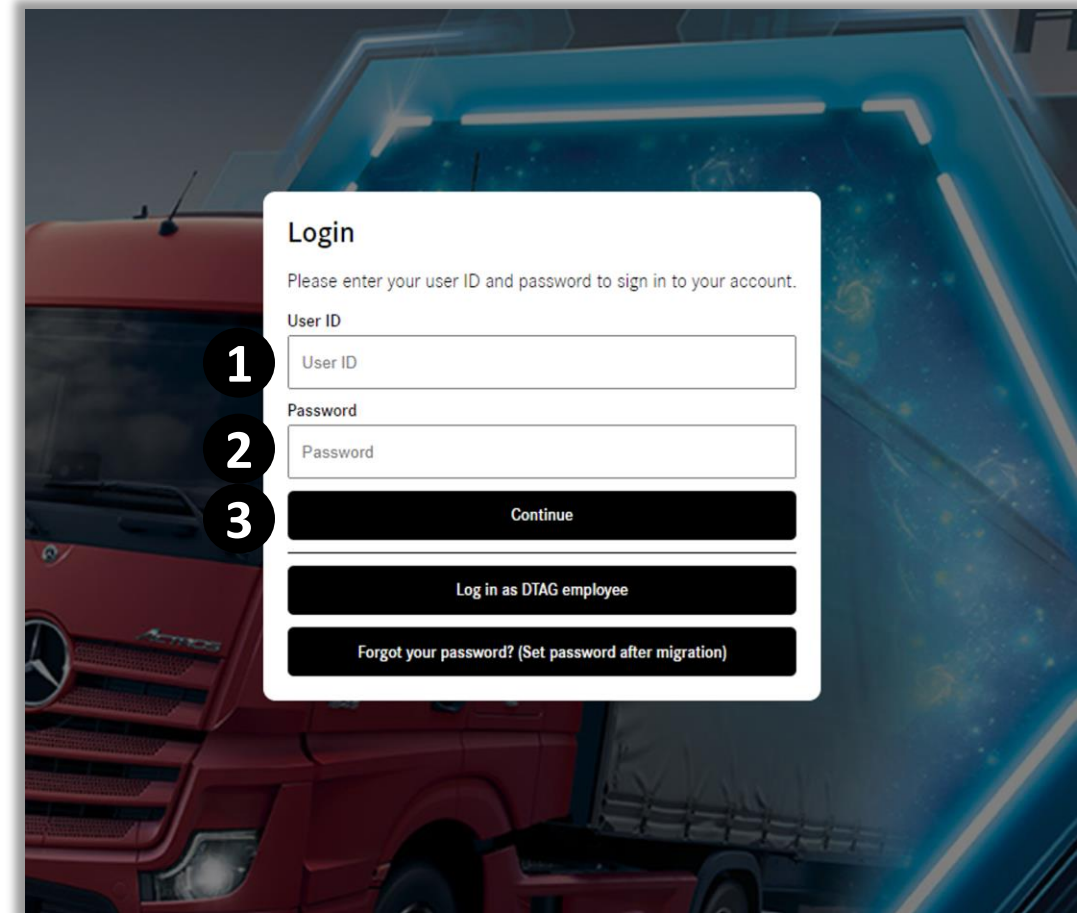 Login
Please enter your user ID and password to sign in to your account.
User ID
1
User ID
Password
2
Password
3
Continue
Log in as DTAG employee
Forgot your password? (Set password after migration)
ACTROS